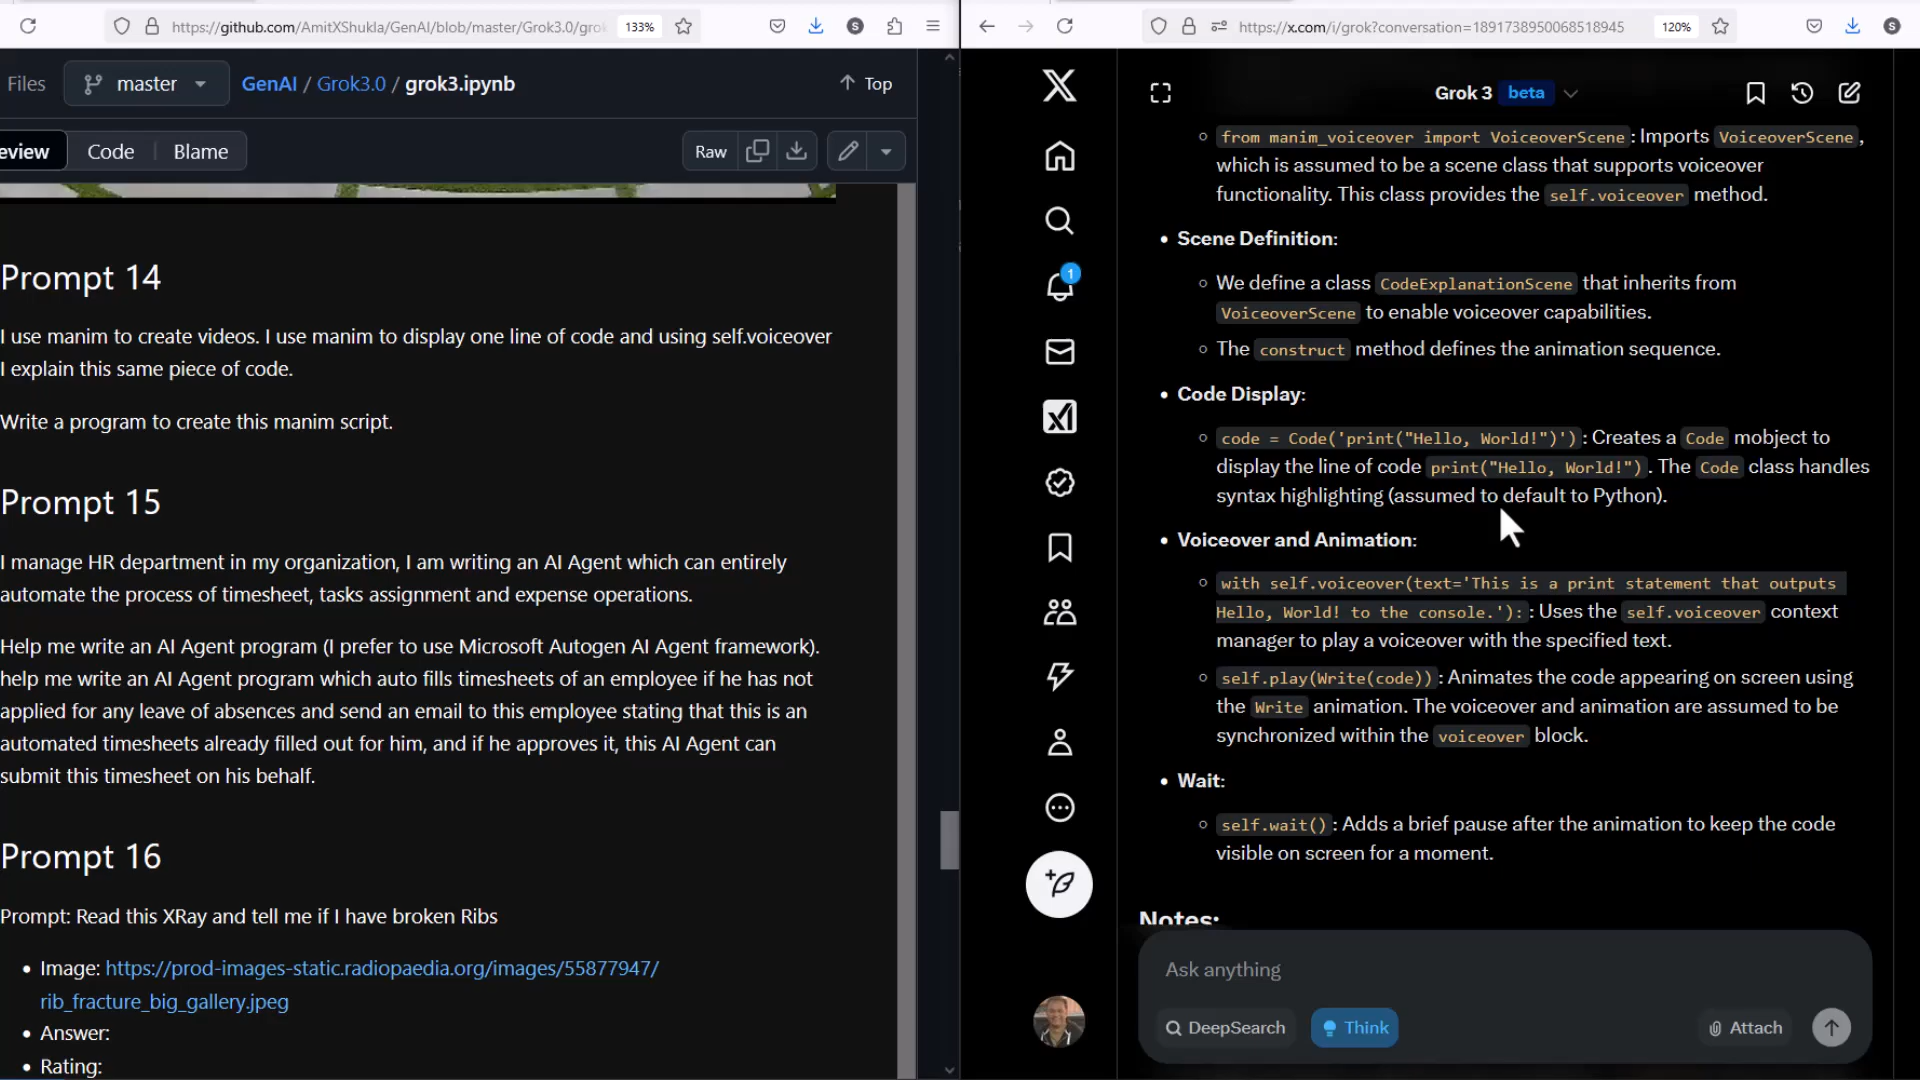 https://github.com/AmitXShukla/GenAI/blob/master/Grok3.0/grok
133%
S
Files
master
GenAI / Grok3.0 / grok3.ipynb
Top
eview
Code
Blame
Raw
Prompt 14
I use manim to create videos. I use manim to display one line of code and using self.voiceover
I explain this same piece of code.
Write a program to create this manim script.
Prompt 15
I manage HR department in my organization, I am writing an AI Agent which can entirely
automate the process of timesheet, tasks assignment and expense operations.
Help me write an AI Agent program (I prefer to use Microsoft Autogen AI Agent framework).
help me write an AI Agent program which auto fills timesheets of an employee if he has not
applied for any leave of absences and send an email to this employee stating that this is an
automated timesheets already filled out for him, and if he approves it, this AI Agent can
submit this timesheet on his behalf.
Prompt 16
Prompt: Read this XRay and tell me if I have broken Ribs
• Image: https://prod-images-static.radiopaedia.org/images/55877947/
rib_fracture_big_gallery.jpeg
• Answer:
• Rating:
https://x.com/i/grok?conversation=1891738950068518945
120%
S
1
Grok 3 beta
from manim_voiceover import VoiceoverScene: Imports VoiceoverScene,
which is assumed to be a scene class that supports voiceover
functionality. This class provides the self.voiceover method.
• Scene Definition:
We define a class CodeExplanationScene that inherits from
VoiceoverScene to enable voiceover capabilities.
The construct method defines the animation sequence.
• Code Display:
code = Code('print("Hello, World!")'): Creates a Code mobject to
display the line of code print("Hello, World!"). The Code class handles
syntax highlighting (assumed to default to Python).
• Voiceover and Animation:
with self.voiceover(text='This is a print statement that outputs
Hello, World! to the console.'):: Uses the self.voiceover context
manager to play a voiceover with the specified text.
self.play(Write(code)): Animates the code appearing on screen using
the Write animation. The voiceover and animation are assumed to be
synchronized within the voiceover block.
• Wait:
self.wait(): Adds a brief pause after the animation to keep the code
visible on screen for a moment.
Notes:
Ask anything
DeepSearch
Think
Attach